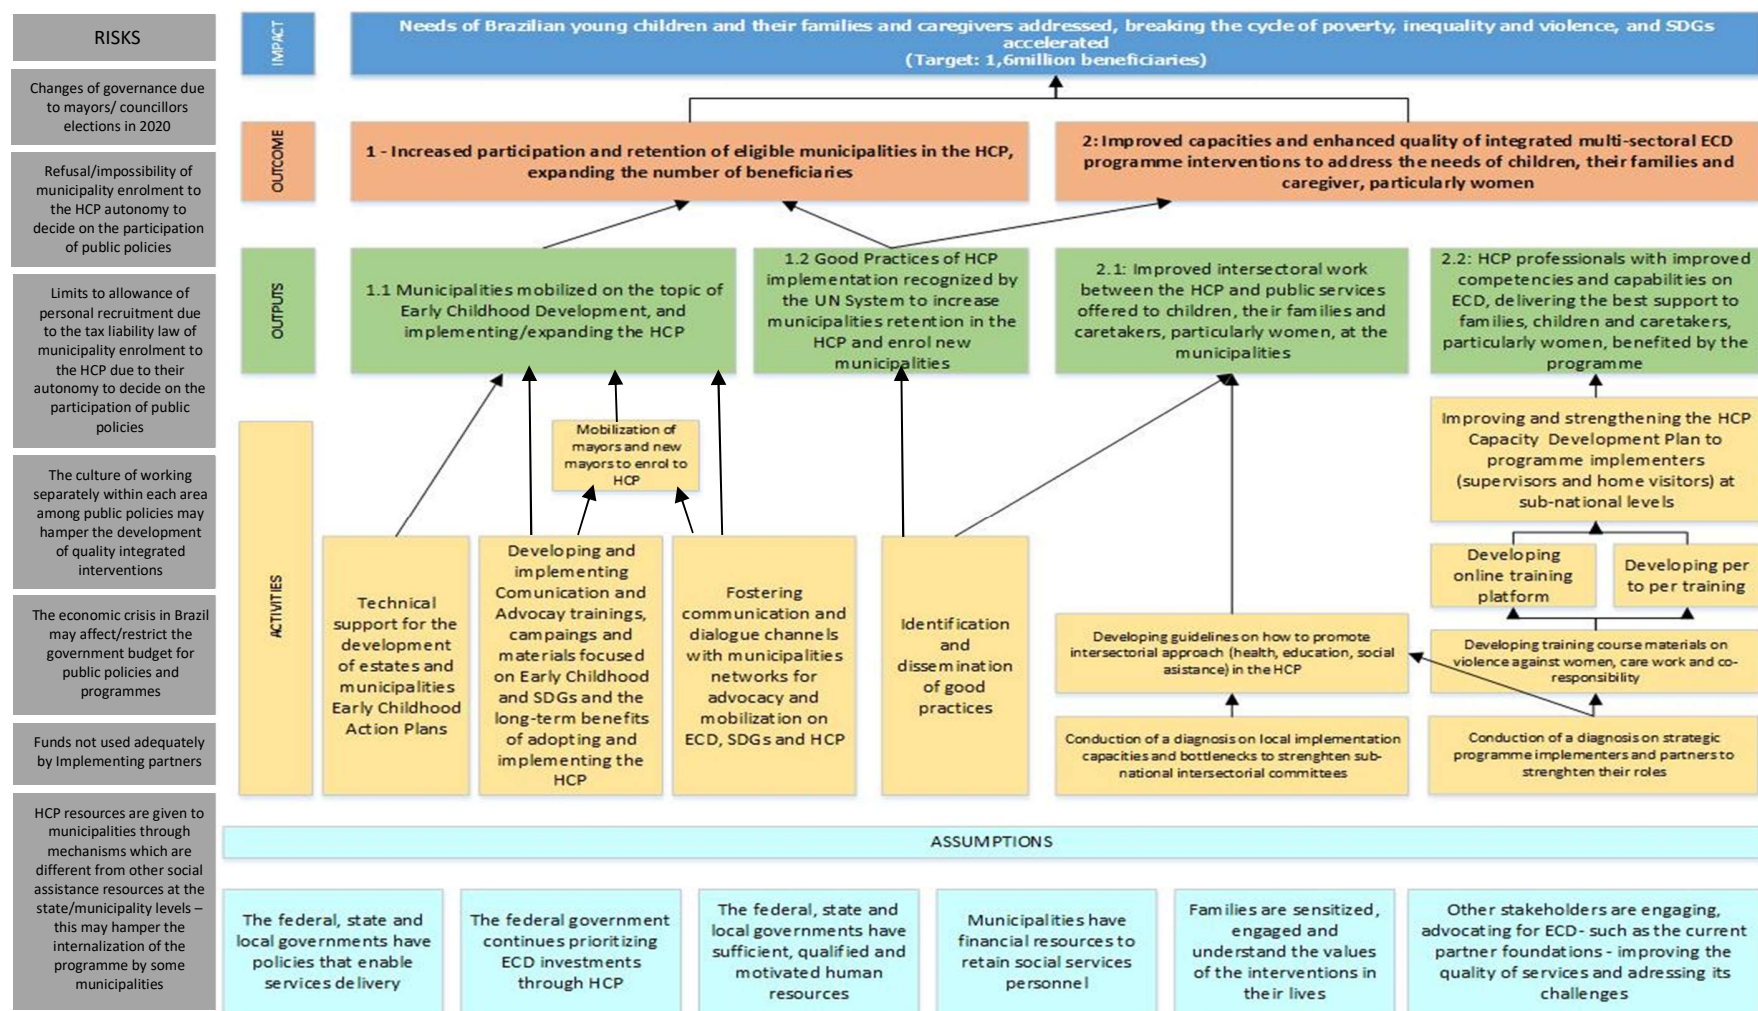 RISKS
Changes of governance due
to mayors/ councillors
elections in 2020
Refusal/impossibility of
municipality enrolment to
the HCP autonomy to
decide on the participation
of public policies
Limits to allowance of
personal recruitment due
to the tax liability law of
municipality enrolment to
the HCP due to their
autonomy to decide on the
participation of public
policies
The culture of working
separately within each area
among public policies may
hamper the development
of quality integrated
interventions
The economic crisis in Brazil
may affect/restrict the
government budget for
public policies and
programmes
Funds not used adequately
by Implementing partners
HCP resources are given to
municipalities through
mechanisms which are
different from other social
assistance resources at the
state/municipality levels –
this may hamper the
internalization of the
programme by some
municipalities
IMPACT
Needs of Brazilian young children and their families and caregivers addressed, breaking the cycle of poverty, inequality and violence, and SDGs
accelerated
(Target: 1,6million beneficiaries)
OUTCOME
1 - Increased participation and retention of eligible municipalities in the HCP,
expanding the number of beneficiaries
2: Improved capacities and enhanced quality of integrated multi-sectoral ECD
programme interventions to address the needs of children, their families and
caregiver, particularly women
OUTPUTS
1.1 Municipalities mobilized on the topic of
Early Childhood Development, and
implementing/expanding the HCP
1.2 Good Practices of HCP
implementation recognized by
the UN System to increase
municipalities retention in the
HCP and enrol new
municipalities
2.1: Improved intersectoral work
between the HCP and public services
offered to children, their families and
caretakers, particularly women, at the
municipalities
2.2: HCP professionals with improved
competencies and capabilities on
ECD, delivering the best support to
families, children and caretakers,
particularly women, benefited by the
programme
ACTIVITIES
Mobilization of
mayors and new
mayors to enrol to
HCP
Technical
support for the
development
of estates and
municipalities
Early Childhood
Action Plans
Developing and
implementing
Comunication and
Advocay trainings,
campaings and
materials focused
on Early Childhood
and SDGs and the
long-term benefits
of adopting and
implementing the
HCP
Fostering
communication and
dialogue channels
with municipalities
networks for
advocacy and
mobilization on
ECD, SDGs and HCP
Identification
and
dissemination
of good
practices
Developing guidelines on how to promote
intersectorial approach (health, education, social
asistance) in the HCP
Conduction of a diagnosis on local implementation
capacities and bottlenecks to strenghten sub-
national intersectorial committees
Improving and strengthening the HCP
Capacity Development Plan to
programme implementers
(supervisors and home visitors) at
sub-national levels
Developing
online training
platform
Developing per
to per training
Developing training course materials on
violence against women, care work and co-
responsibility
Conduction of a diagnosis on strategic
programme implementers and partners to
strenghten their roles
ASSUMPTIONS
The federal, state and
local governments have
policies that enable
services delivery
The federal government
continues prioritizing
ECD investments
through HCP
The federal, state and
local governments have
sufficient, qualified and
motivated human
resources
Municipalities have
financial resources to
retain social services
personnel
Families are sensitized,
engaged and
understand the values
of the interventions in
their lives
Other stakeholders are engaging,
advocating for ECD- such as the current
partner foundations - improving the
quality of services and adressing its
challenges